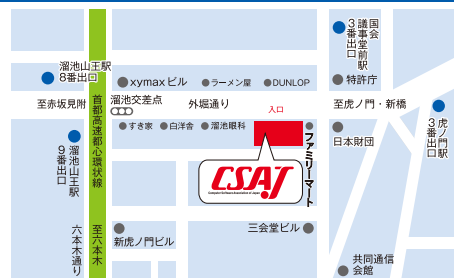 溜池山王駅
8番出口
国会
議事堂前駅
3番出口
xymaxビル
ラーメン屋
DUNLOP
特許庁
至赤坂見附
首都高速都心環状線
溜池交差点
外堀通り
入口
至虎ノ門・新橋
虎ノ門駅
3番出口
すき家
白洋舎
溜池眼科
ファミリーマート
日本財団
溜池山王駅
9番出口
CSAJ
Computer Software Association of Japan
六本木通り
至六本木
新虎ノ門ビル
三会堂ビル
共同通信
会館